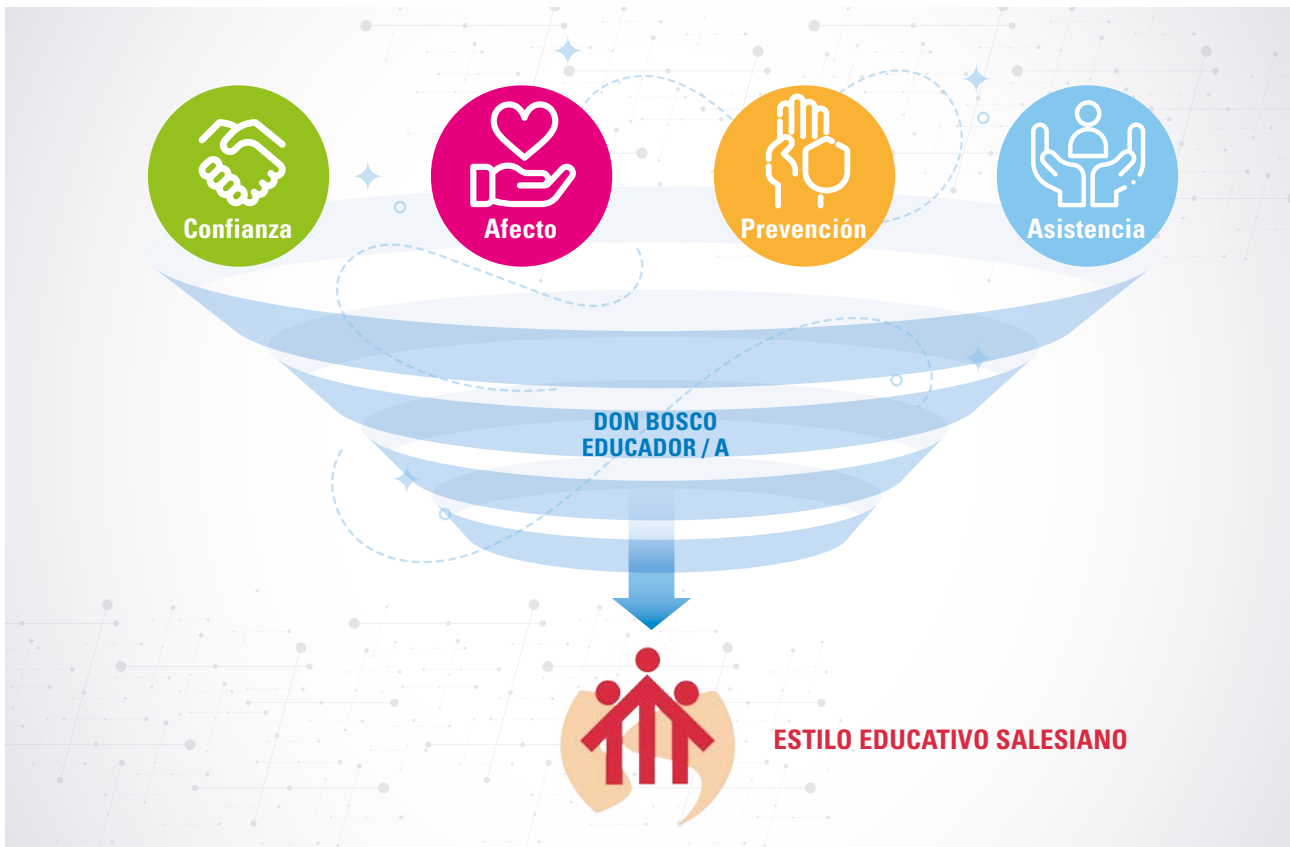 Confianza
Afecto
Prevención
Asistencia
DON BOSCO
EDUCADOR / A
ESTILO EDUCATIVO SALESIANO